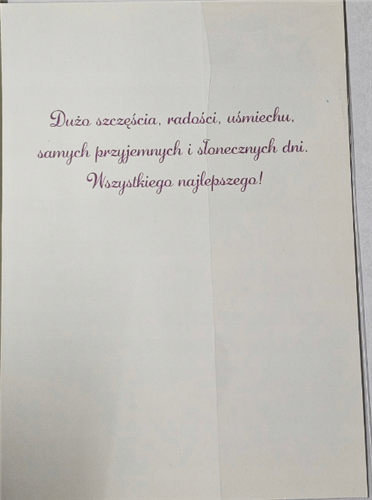 Dużo szczęścia, radości, uśmiechu,
samych przyjemnych i słonecznych dni.
Wszystkiego najlepszego!